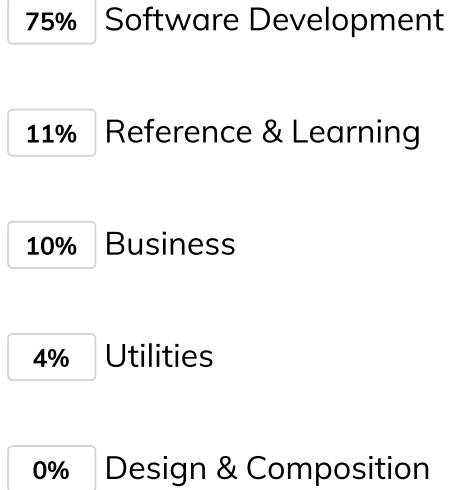 75% Software Development
11% Reference & Learning
10% Business
4% Utilities
0% Design & Composition